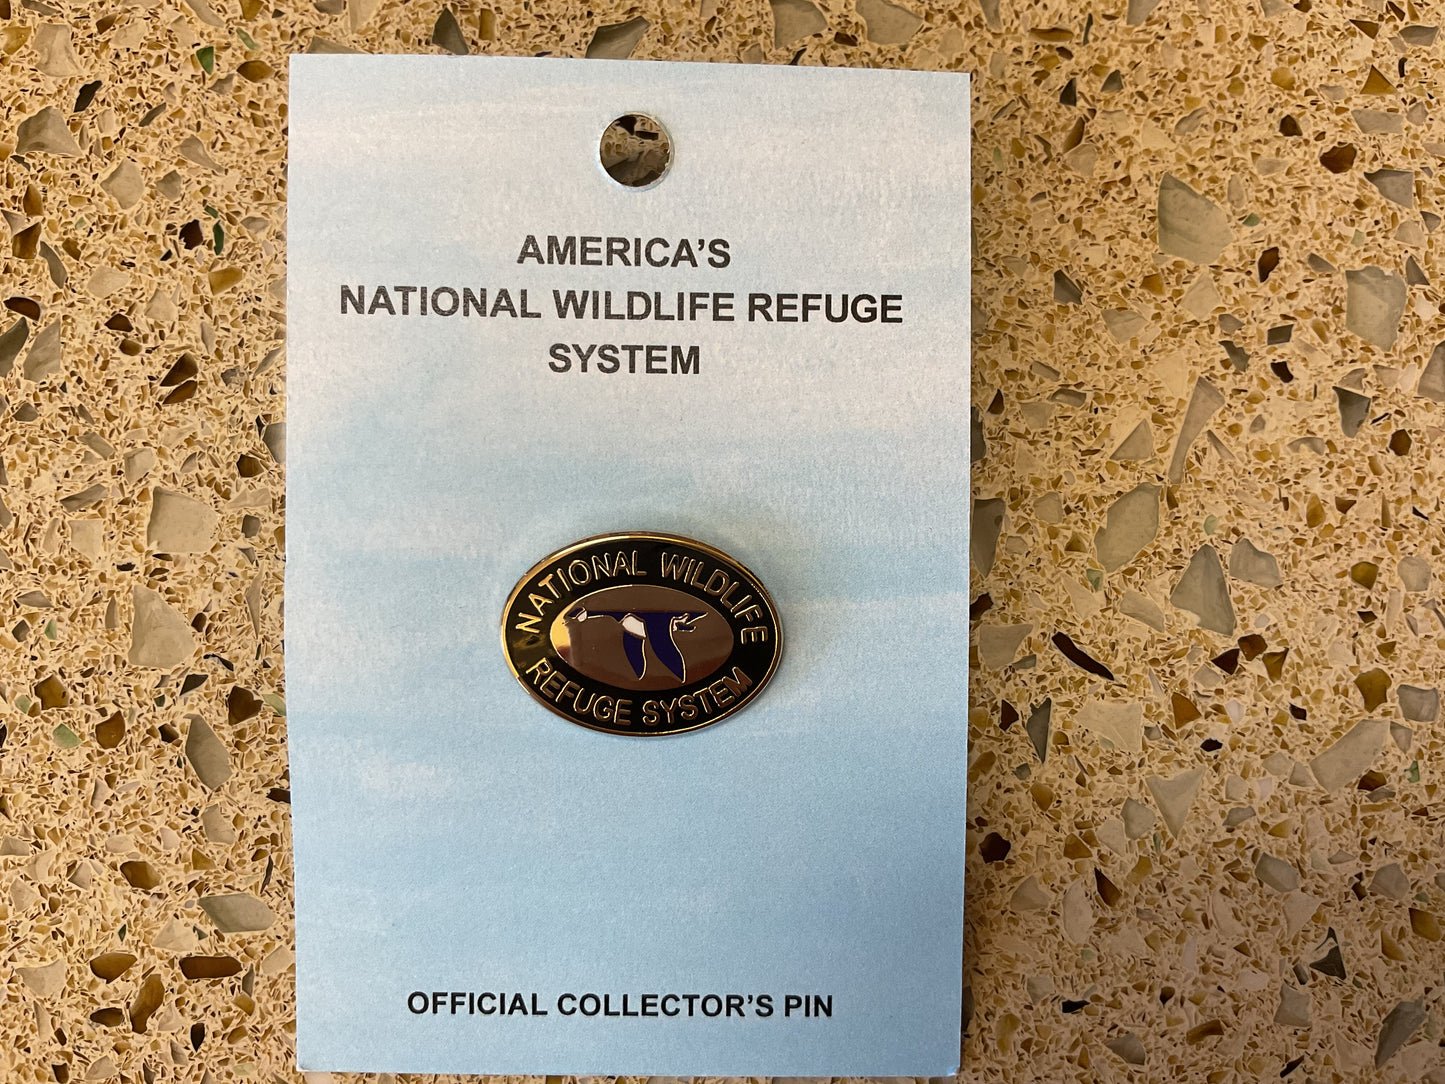 AMERICA'S
NATIONAL WILDLIFE REFUGE
SYSTEM
NATIONAL WILDLIFE
REFUGE SYSTEM
OFFICIAL COLLECTOR'S PIN